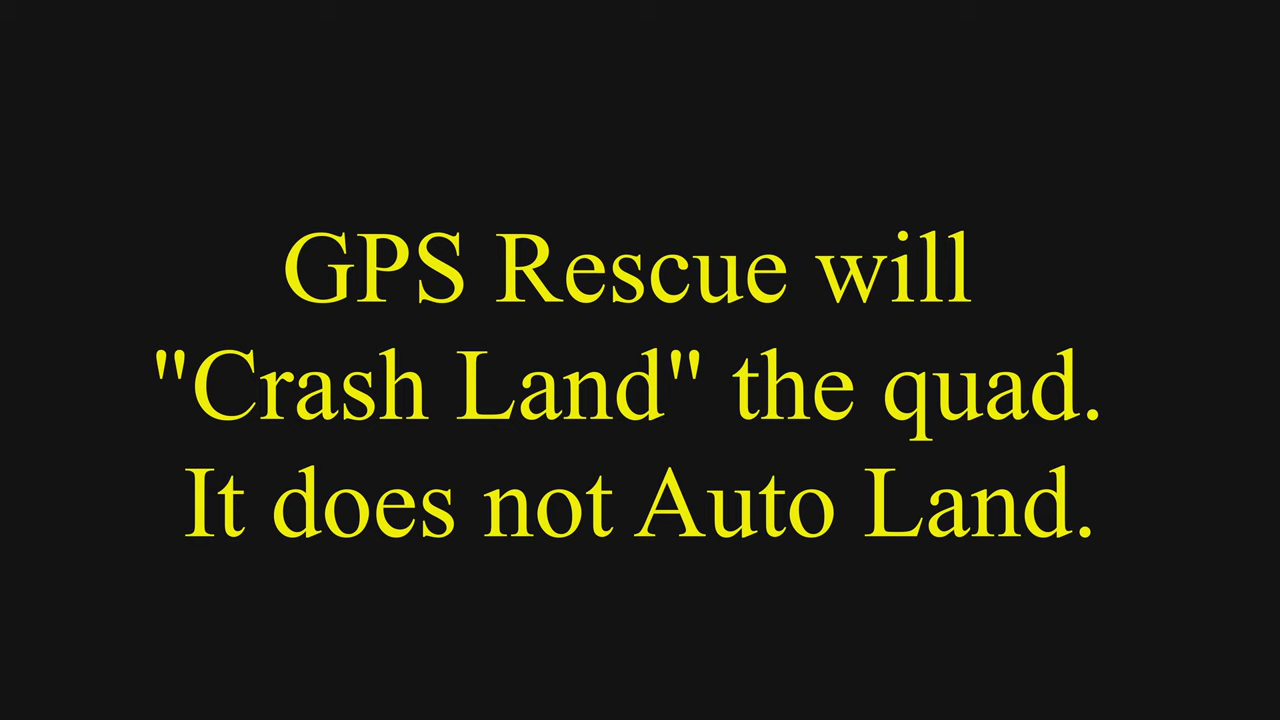 GPS Rescue will
"Crash Land" the quad.
It does not Auto Land.